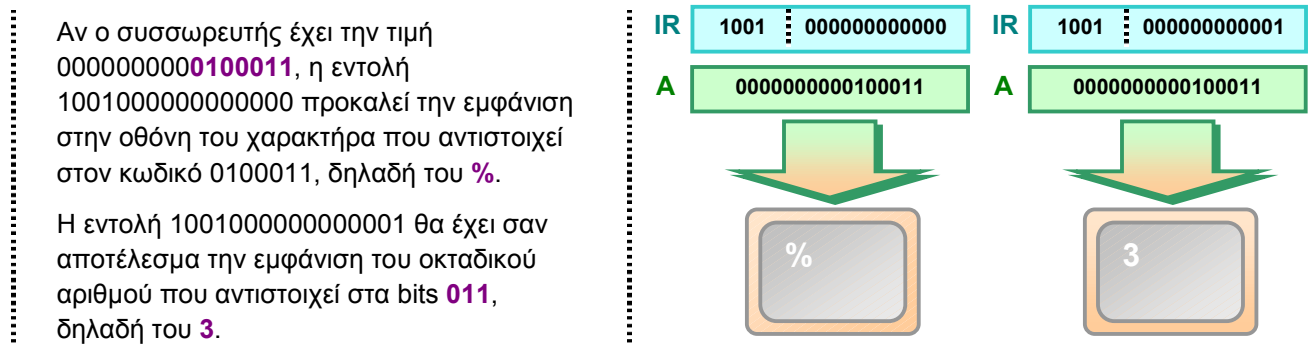 Αν ο συσσωρευτής έχει την τιμή
0000000000100011, η εντολή
1001000000000000 προκαλεί την εμφάνιση
στην οθόνη του χαρακτήρα που αντιστοιχεί
στον κωδικό 0100011, δηλαδή του %.
Η εντολή 1001000000000001 θα έχει σαν
αποτέλεσμα την εμφάνιση του οκταδικού
αριθμού που αντιστοιχεί στα bits 011,
δηλαδή του 3.
IR 1001 000000000000
A 0000000000100011
%
IR 1001 000000000001
A 0000000000100011
3